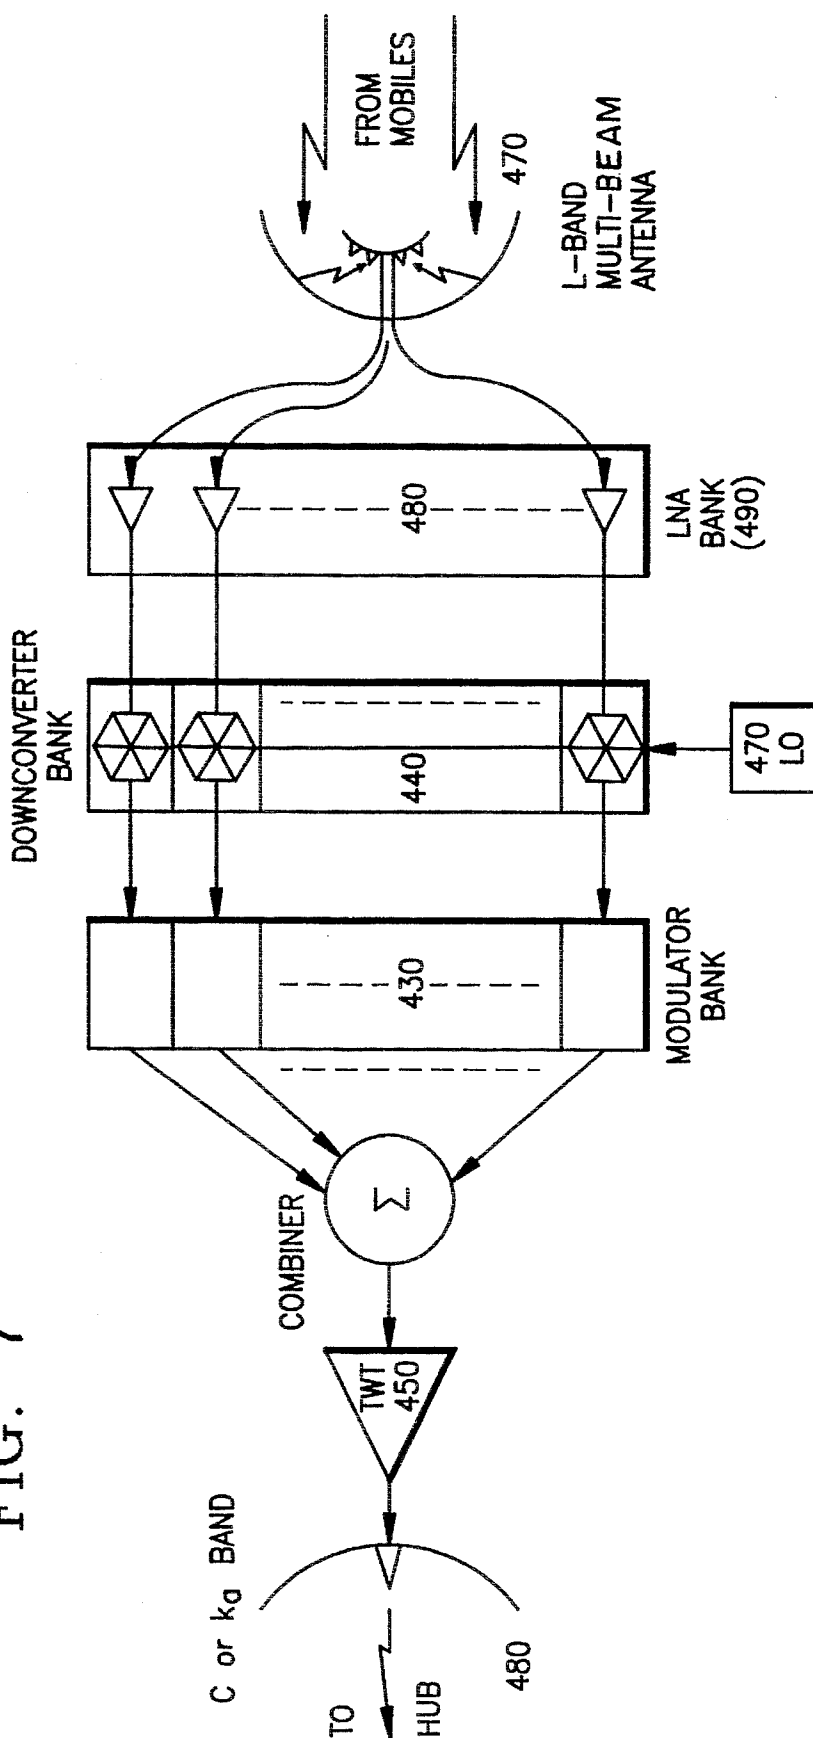 FIG. 7
DOWNCONVERTER
BANK
C or ka BAND
COMBINER
FROM
MOBILES
TO
HUB
480
TWT
450
Σ
430
440
480
470
MODULATOR
BANK
LNA
BANK
(490)
L-BAND
MULTI-BEAM
ANTENNA
470
LO